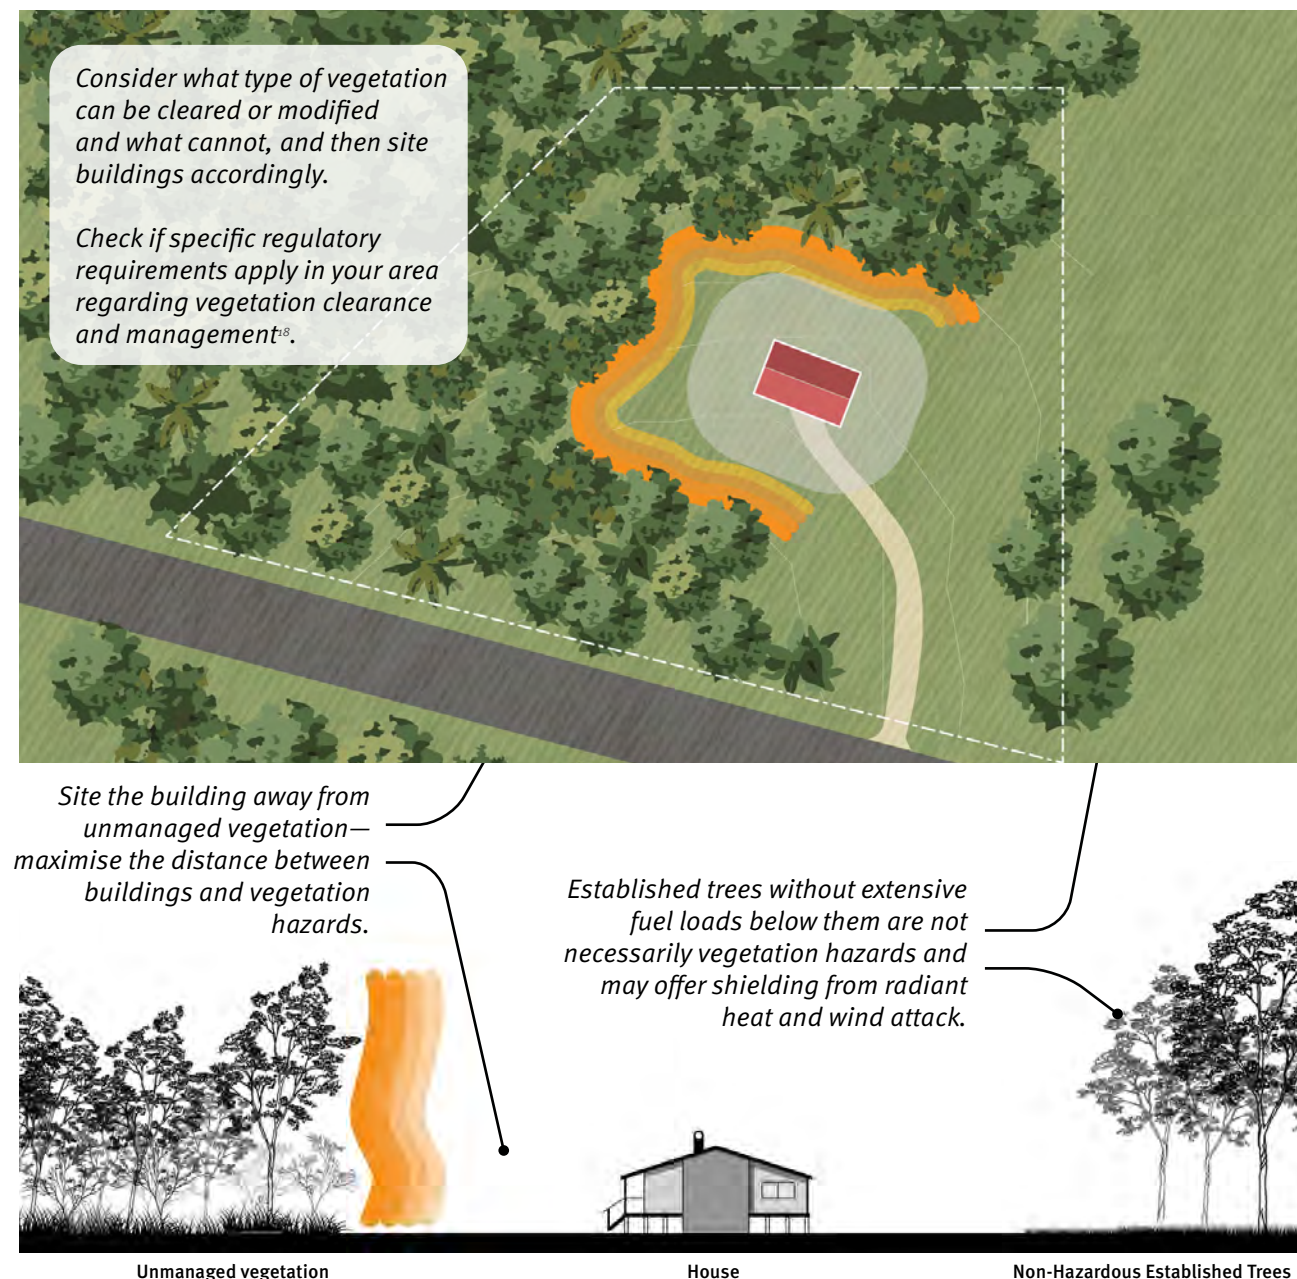 Consider what type of vegetation
can be cleared or modified
and what cannot, and then site
buildings accordingly.
Check if specific regulatory
requirements apply in your area
regarding vegetation clearance
and management¹⁸.
Site the building away from
unmanaged vegetation—
maximise the distance between
buildings and vegetation
hazards.
Established trees without extensive
fuel loads below them are not
necessarily vegetation hazards and
may offer shielding from radiant
heat and wind attack.
Unmanaged vegetation
House
Non-Hazardous Established Trees